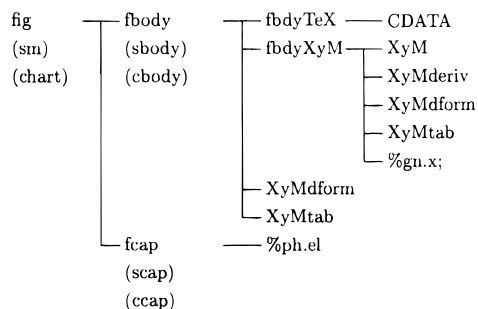 fig fbody fbdyTeX CDATA
(sm) (sbody) fbdyXyM XyM
(chart) (cbody) XyMderiv
XyMdform
XyMtab
%gn.x;
XyMdform
XyMtab
fcap %ph.el
(scap)
(ccap)